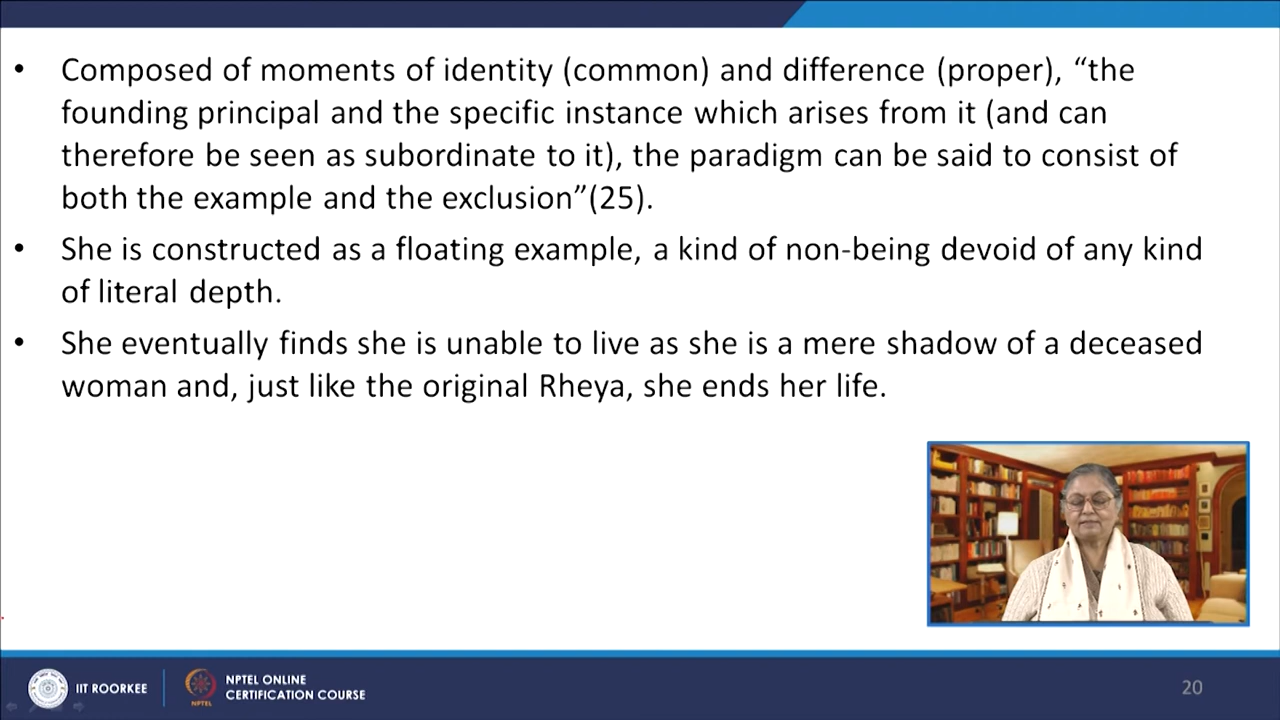 • Composed of moments of identity (common) and difference (proper), “the
founding principal and the specific instance which arises from it (and can
therefore be seen as subordinate to it), the paradigm can be said to consist of
both the example and the exclusion”(25).
• She is constructed as a floating example, a kind of non-being devoid of any kind
of literal depth.
• She eventually finds she is unable to live as she is a mere shadow of a deceased
woman and, just like the original Rheya, she ends her life.
IIT ROORKEE
NPTEL
NPTEL ONLINE
CERTIFICATION COURSE
20